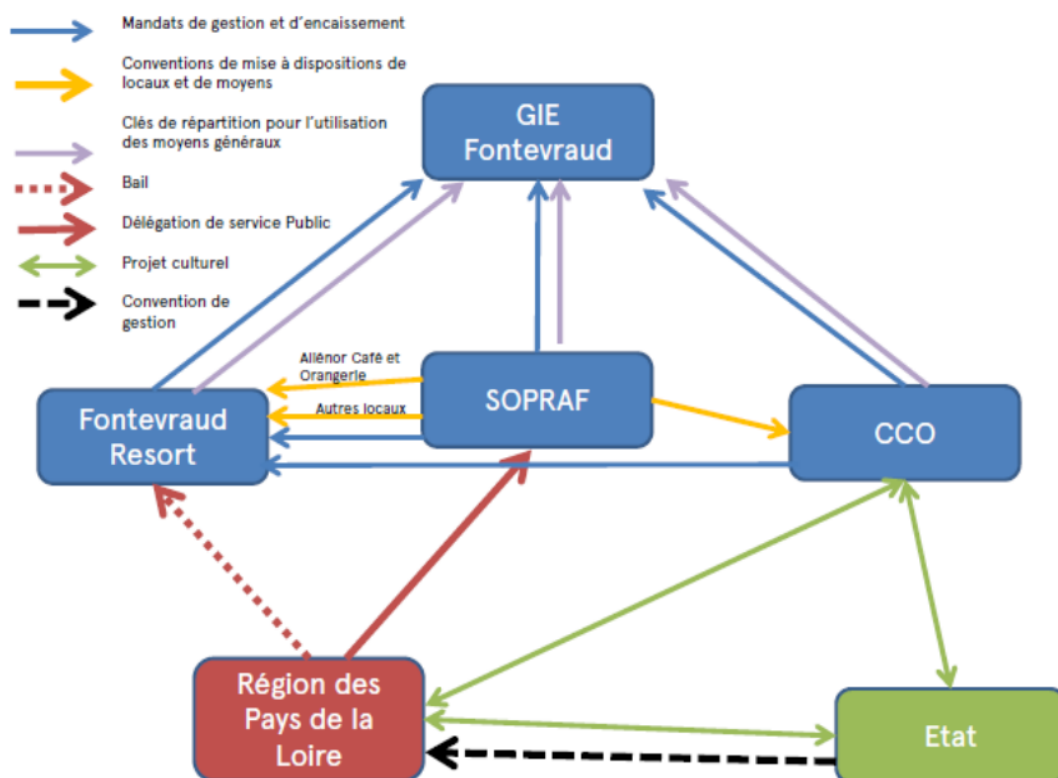 Mandats de gestion et d'encaissement
Conventions de mise à dispositions de
locaux et de moyens
Clés de répartition pour l'utilisation
des moyens généraux
Bail
Délégation de service Public
Projet culturel
Convention de
gestion
GIE
Fontevraud
Aliénor Café et
Orangerie
Autres locaux
Fontevraud
Resort
SOPRAF
CCO
Région des
Pays de la
Loire
Etat